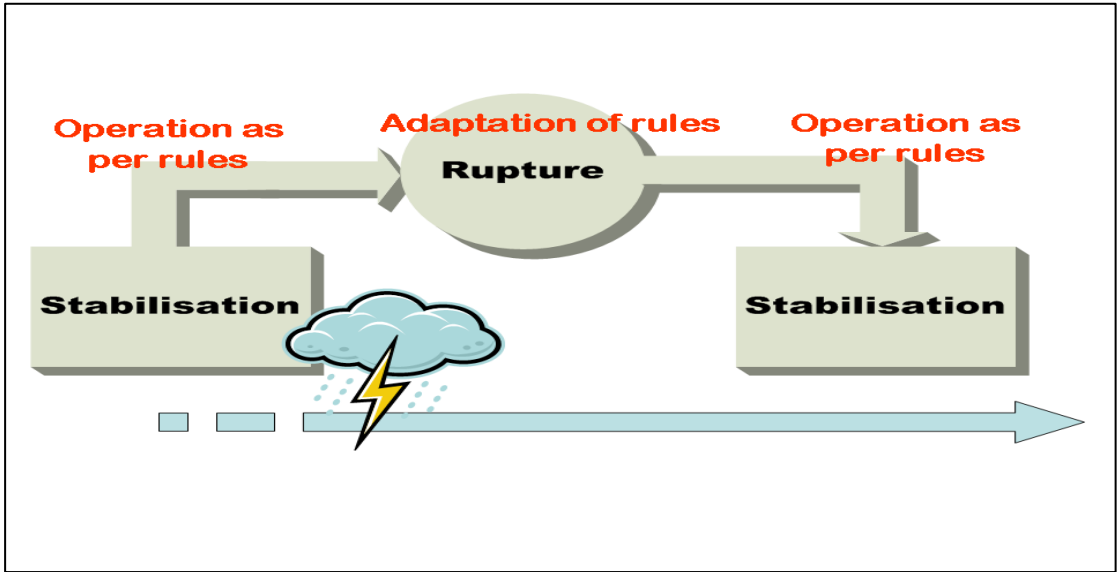 Operation as
per rules
Adaptation of rules
Rupture
Operation as
per rules
Stabilisation
Stabilisation